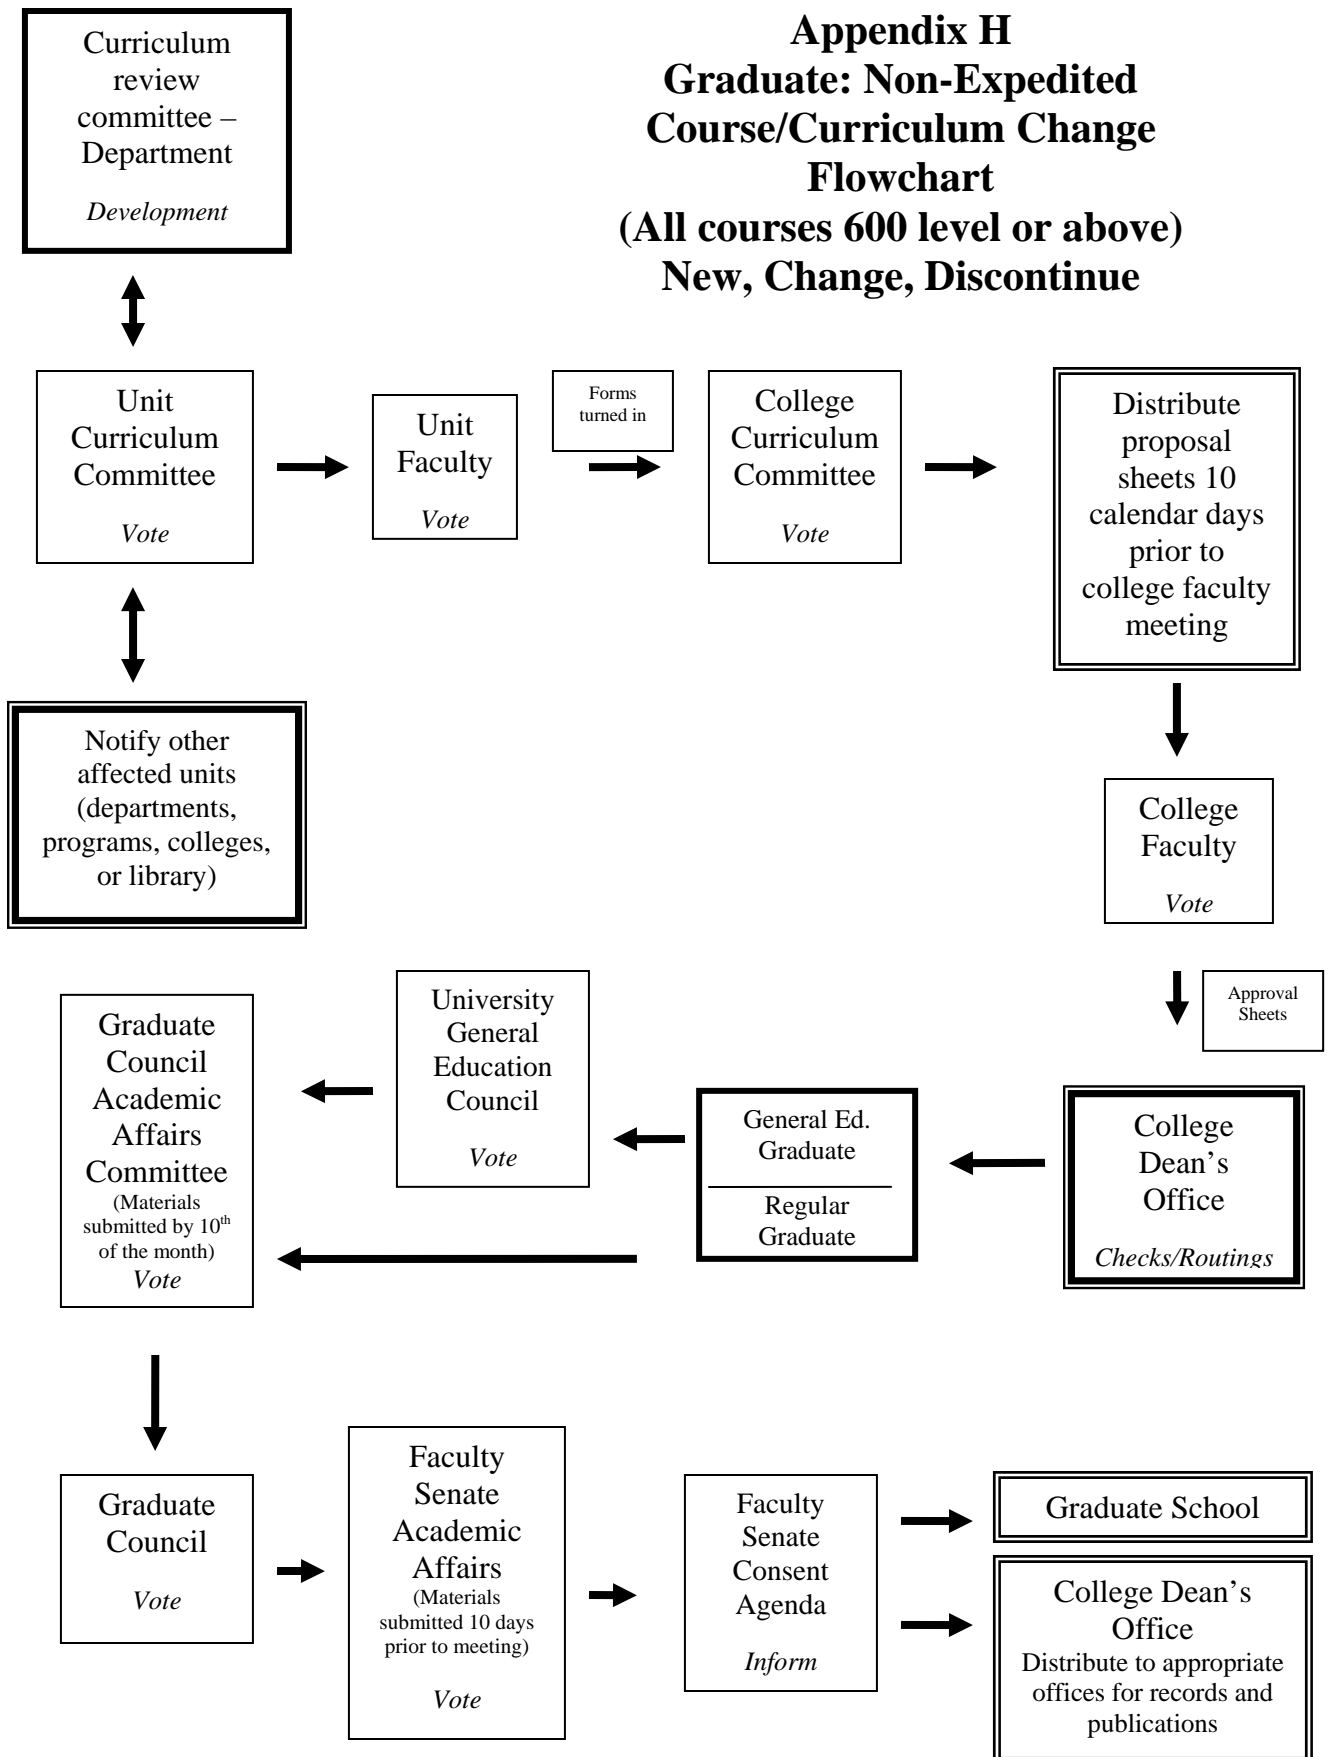 Appendix H
Graduate: Non-Expedited
Course/Curriculum Change
Flowchart
(All courses 600 level or above)
New, Change, Discontinue
Curriculum
review
committee –
Department
Development
Unit
Curriculum
Committee
Vote
Unit
Faculty
Vote
Forms
turned in
College
Curriculum
Committee
Vote
Distribute
proposal
sheets 10
calendar days
prior to
college faculty
meeting
Notify other
affected units
(departments,
programs, colleges,
or library)
College
Faculty
Vote
Approval
Sheets
College
Dean’s
Office
Checks/Routings
General Ed.
Graduate
Regular
Graduate
University
General
Education
Council
Vote
Graduate
Council
Academic
Affairs
Committee
(Materials
submitted by 10th
of the month)
Vote
Graduate
Council
Vote
Faculty
Senate
Academic
Affairs
(Materials
submitted 10 days
prior to meeting)
Vote
Faculty
Senate
Consent
Agenda
Inform
Graduate School
College Dean’s
Office
Distribute to appropriate
offices for records and
publications